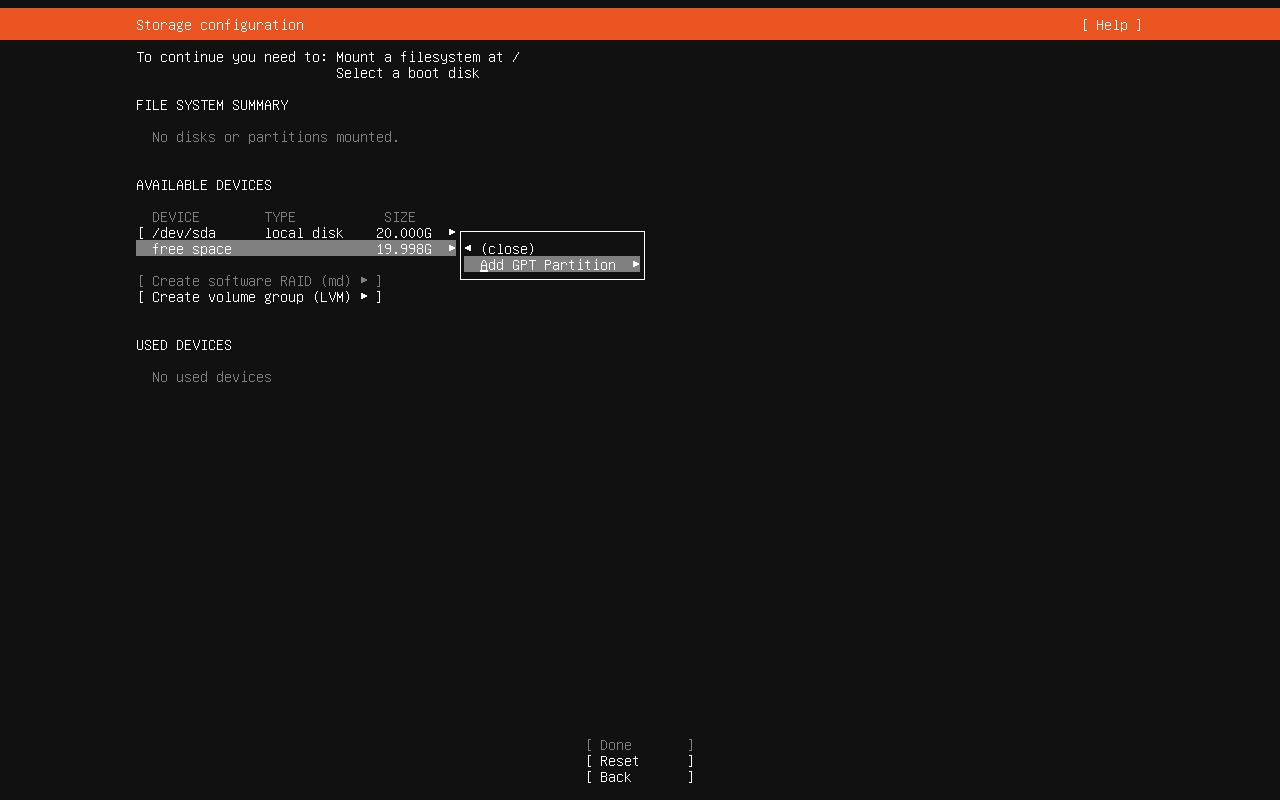 Storage configuration [ Help ]
To continue you need to: Mount a filesystem at /
Select a boot disk
FILE SYSTEM SUMMARY
No disks or partitions mounted.
AVAILABLE DEVICES
DEVICE TYPE SIZE
[ /dev/sda local disk 20.000G ▶
free space 19.998G ▶ ◀ (close)
Add GPT Partition ▶
[ Create software RAID (md) ▶ ]
[ Create volume group (LVM) ▶ ]
USED DEVICES
No used devices
[ Done ]
[ Reset ]
[ Back ]